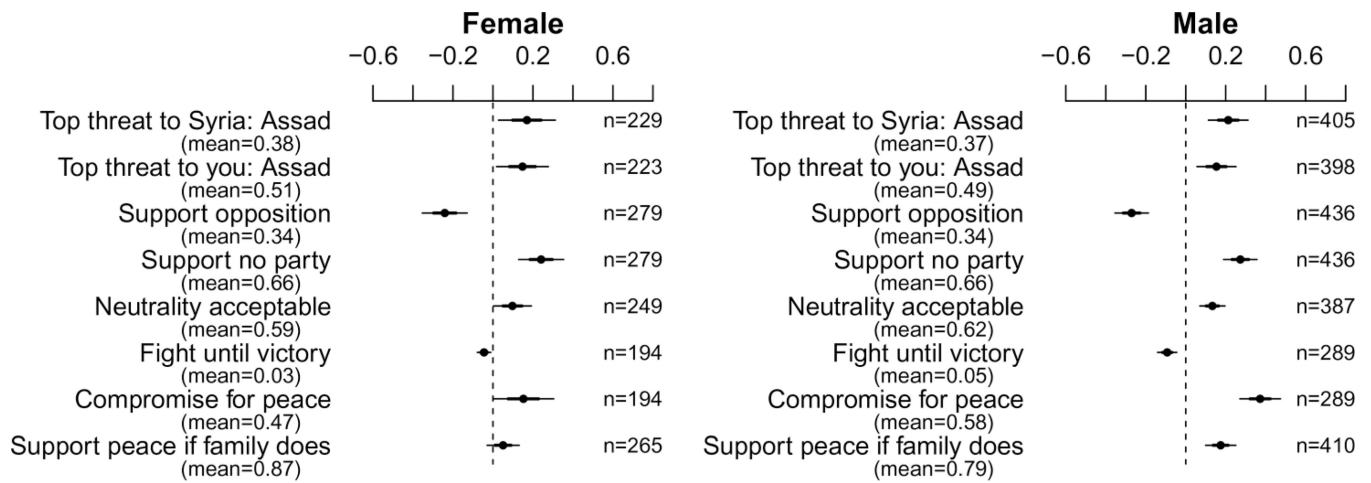 Female
−0.6 −0.2 0.2 0.6
Top threat to Syria: Assad n=229
(mean=0.38)
Top threat to you: Assad n=223
(mean=0.51)
Support opposition n=279
(mean=0.34)
Support no party n=279
(mean=0.66)
Neutrality acceptable n=249
(mean=0.59)
Fight until victory n=194
(mean=0.03)
Compromise for peace n=194
(mean=0.47)
Support peace if family does n=265
(mean=0.87)
Male
−0.6 −0.2 0.2 0.6
Top threat to Syria: Assad n=405
(mean=0.37)
Top threat to you: Assad n=398
(mean=0.49)
Support opposition n=436
(mean=0.34)
Support no party n=436
(mean=0.66)
Neutrality acceptable n=387
(mean=0.62)
Fight until victory n=289
(mean=0.05)
Compromise for peace n=289
(mean=0.58)
Support peace if family does n=410
(mean=0.79)